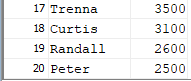 17 Trenna 3500
18 Curtis 3100
19 Randall 2600
20 Peter 2500